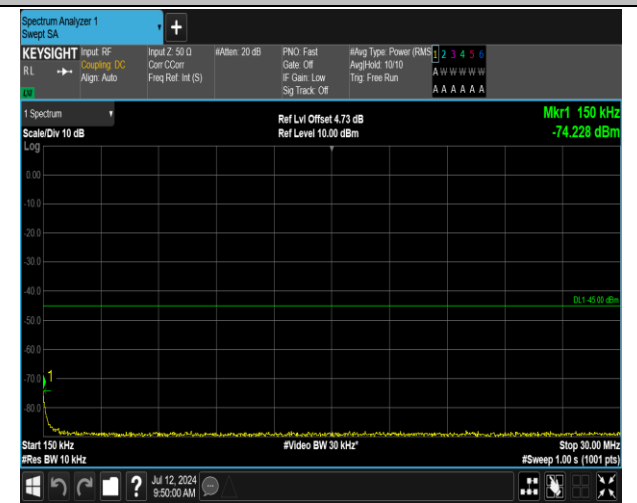 Spectrum Analyzer 1
Swept SA
+
KEYSIGHT Input: RF Input Z: 50 Ω #Atten: 20 dB PNO: Fast #Avg Type: Power (RMS 1 2 3 4 5 6
RL Coupling: DC Corr CCorr Gate: Off Avg|Hold: 10/10 A W W W W W
Align: Auto Freq Ref: Int (S) IF Gain: Low Trig: Free Run
Sig Track: Off A A A A A A
1 Spectrum Ref Lvl Offset 4.73 dB Mkr1 150 kHz
Scale/Div 10 dB Ref Level 10.00 dBm -74.228 dBm
Log
0.00
-10.0
-20.0
-30.0
-40.0
DL1 -45.00 dBm
-50.0
-60.0
-70.0 1
-80.0
Start 150 kHz #Video BW 30 kHz* Stop 30.00 MHz
#Res BW 10 kHz #Sweep 1.00 s (1001 pts)
? Jul 12, 2024
9:50:00 AM